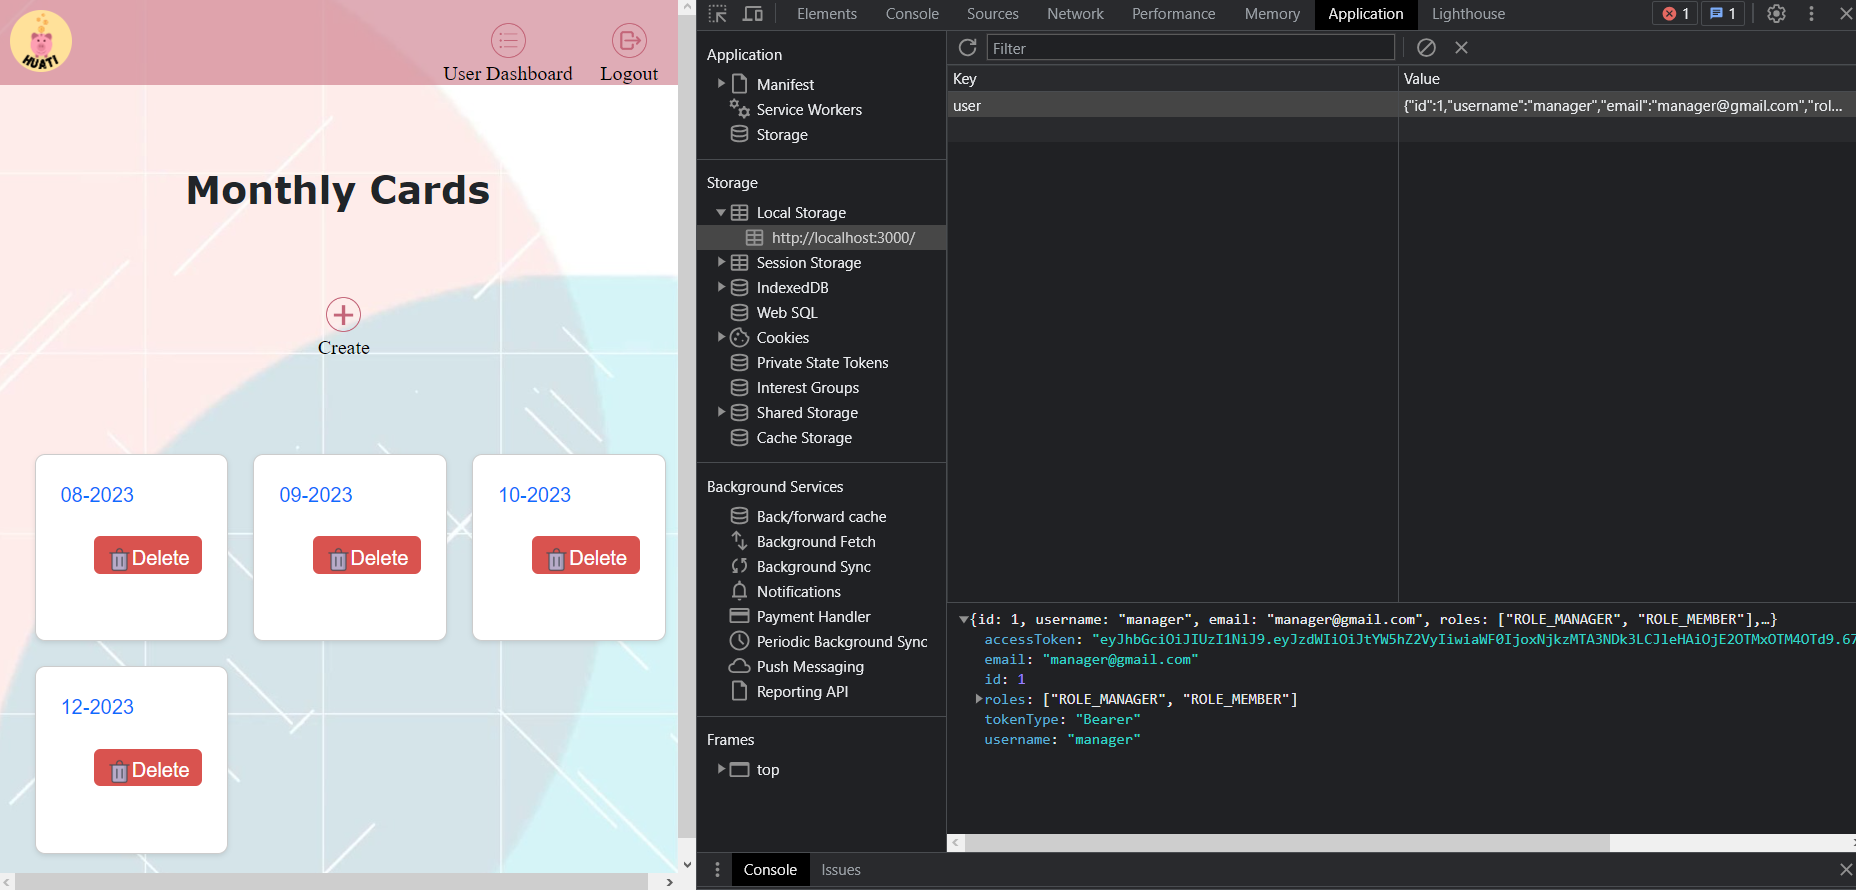 HUATI
User Dashboard
Logout
Monthly Cards
Create
08-2023
Delete
09-2023
Delete
10-2023
Delete
12-2023
Delete
Elements Console Sources Network Performance Memory Application Lighthouse 1 1
Application
Manifest
Service Workers
Storage
Storage
Local Storage
http://localhost:3000/
Session Storage
IndexedDB
Web SQL
Cookies
Private State Tokens
Interest Groups
Shared Storage
Cache Storage
Background Services
Back/forward cache
Background Fetch
Background Sync
Notifications
Payment Handler
Periodic Background Sync
Push Messaging
Reporting API
Frames
top
Filter
Key Value
user {"id":1,"username":"manager","email":"manager@gmail.com","rol...
{id: 1, username: "manager", email: "manager@gmail.com", roles: ["ROLE_MANAGER", "ROLE_MEMBER"],…}
accessToken: "eyJhbGciOiJIUzI1NiJ9.eyJzdWIiOiJtYW5hZ2VyIiwiaWF0IjoxNjkzMTA3NDk3LCJleHAiOjE2OTMxOTM4OTd9.67
email: "manager@gmail.com"
id: 1
roles: ["ROLE_MANAGER", "ROLE_MEMBER"]
tokenType: "Bearer"
username: "manager"
Console Issues